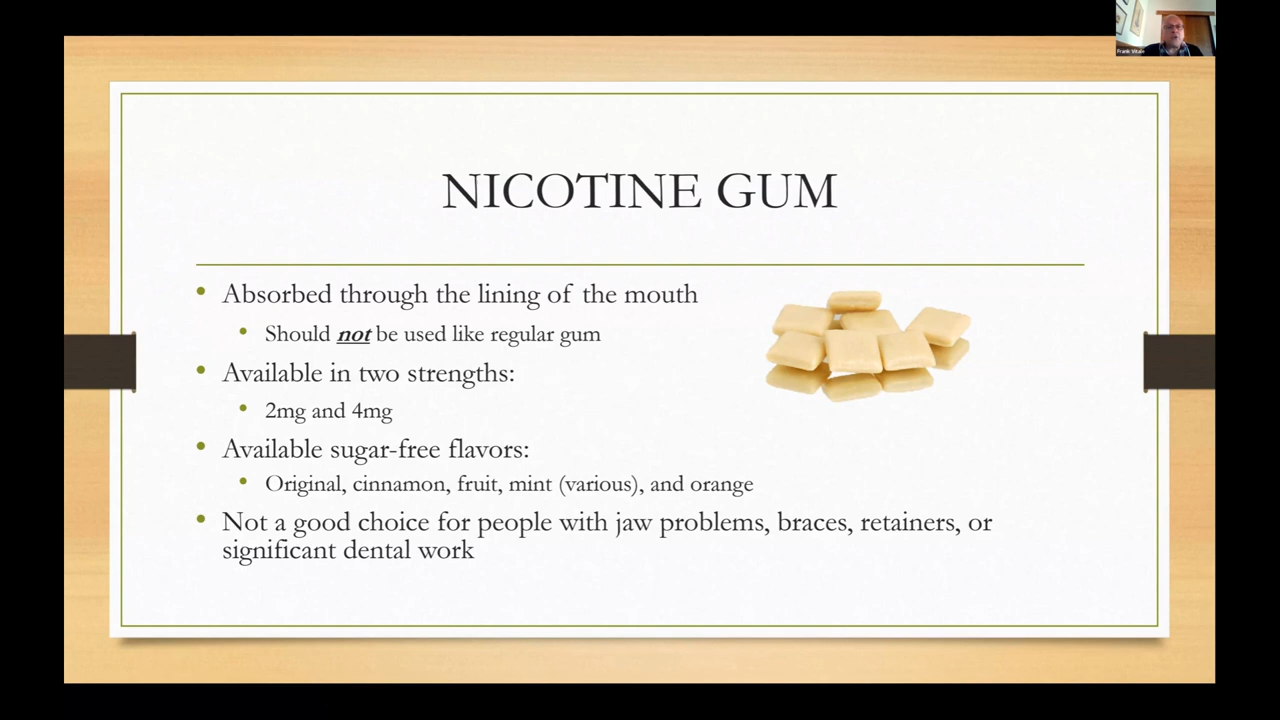 Frank Vitale
NICOTINE GUM
• Absorbed through the lining of the mouth
• Should not be used like regular gum
• Available in two strengths:
• 2mg and 4mg
• Available sugar-free flavors:
• Original, cinnamon, fruit, mint (various), and orange
• Not a good choice for people with jaw problems, braces, retainers, or
significant dental work